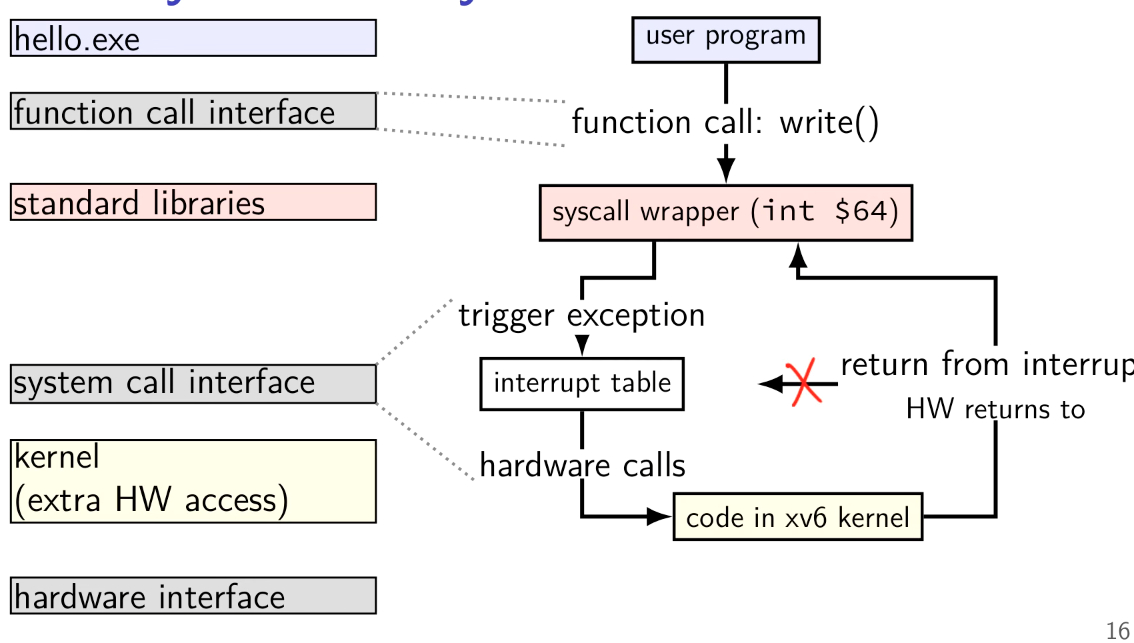 hello.exe
user program
function call interface
function call: write()
standard libraries
syscall wrapper (int $64)
trigger exception
system call interface
interrupt table
return from interrup
HW returns to
kernel
(extra HW access)
hardware calls
code in xv6 kernel
hardware interface
16